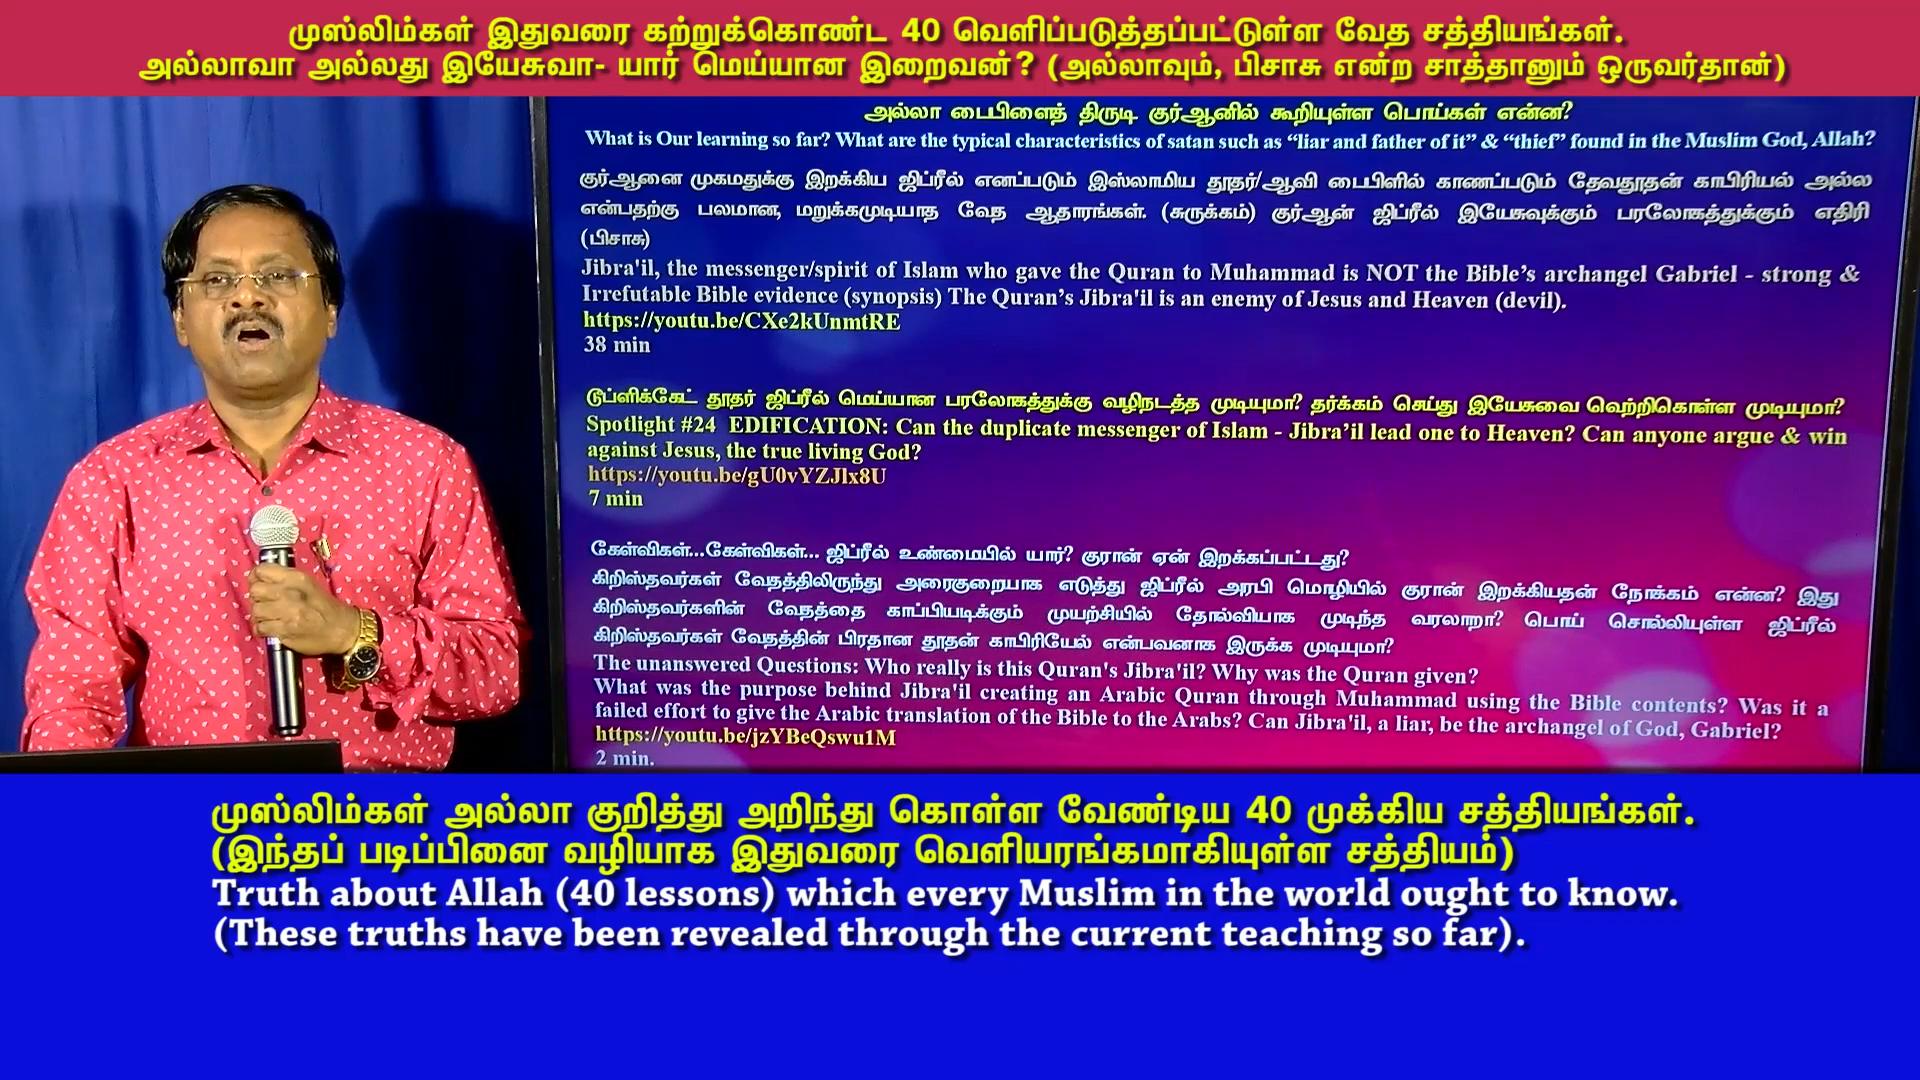 முஸ்லிம்கள் இதுவரை கற்றுக்கொண்ட 40 வெளிப்படுத்தப்பட்டுள்ள வேத சத்தியங்கள்.
அல்லாவா அல்லது இயேசுவா- யார் மெய்யான இறைவன்? (அல்லாவும், பிசாசு என்ற சாத்தானும் ஒருவர்தான்)
அல்லா பைபிளைத் திருடி குர்ஆனில் கூறியுள்ள பொய்கள் என்ன?
What is Our learning so far? What are the typical characteristics of satan such as “liar and father of it” & “thief” found in the Muslim God, Allah?
குர்ஆனை முகமதுக்கு இறக்கிய ஜிப்ரீல் எனப்படும் இஸ்லாமிய தூதர்/ஆவி பைபிளில் காணப்படும் தேவதூதன் காபிரியல் அல்ல
என்பதற்கு பலமான, மறுக்கமுடியாத வேத ஆதாரங்கள். (சுருக்கம்) குர்ஆன் ஜிப்ரீல் இயேசுவுக்கும் பரலோகத்துக்கும் எதிரி
(பிசாசு)
Jibra'il, the messenger/spirit of Islam who gave the Quran to Muhammad is NOT the Bible’s archangel Gabriel - strong &
Irrefutable Bible evidence (synopsis) The Quran’s Jibra'il is an enemy of Jesus and Heaven (devil).
https://youtu.be/CXe2kUnmtRE
38 min
டூப்ளிக்கேட் தூதர் ஜிப்ரீல் மெய்யான பரலோகத்துக்கு வழிநடத்த முடியுமா? தர்க்கம் செய்து இயேசுவை வெற்றிகொள்ள முடியுமா?
Spotlight #24 EDIFICATION: Can the duplicate messenger of Islam - Jibra’il lead one to Heaven? Can anyone argue & win
against Jesus, the true living God?
https://youtu.be/gU0vYZJlx8U
7 min
கேள்விகள்...கேள்விகள்... ஜிப்ரீல் உண்மையில் யார்? குரான் ஏன் இறக்கப்பட்டது?
கிறிஸ்தவர்கள் வேதத்திலிருந்து அரைகுறையாக எடுத்து ஜிப்ரீல் அரபி மொழியில் குரான் இறக்கியதன் நோக்கம் என்ன? இது
கிறிஸ்தவர்களின் வேதத்தை காப்பியடிக்கும் முயற்சியில் தோல்வியாக முடிந்த வரலாறா? பொய் சொல்லியுள்ள ஜிப்ரீல்
கிறிஸ்தவர்கள் வேதத்தின் பிரதான தூதன் காபிரியேல் என்பவனாக இருக்க முடியுமா?
The unanswered Questions: Who really is this Quran's Jibra'il? Why was the Quran given?
What was the purpose behind Jibra'il creating an Arabic Quran through Muhammad using the Bible contents? Was it a
failed effort to give the Arabic translation of the Bible to the Arabs? Can Jibra'il, a liar, be the archangel of God, Gabriel?
https://youtu.be/jzYBeQswu1M
2 min.
முஸ்லிம்கள் அல்லா குறித்து அறிந்து கொள்ள வேண்டிய 40 முக்கிய சத்தியங்கள்.
(இந்தப் படிப்பினை வழியாக இதுவரை வெளியரங்கமாகியுள்ள சத்தியம்)
Truth about Allah (40 lessons) which every Muslim in the world ought to know.
(These truths have been revealed through the current teaching so far).